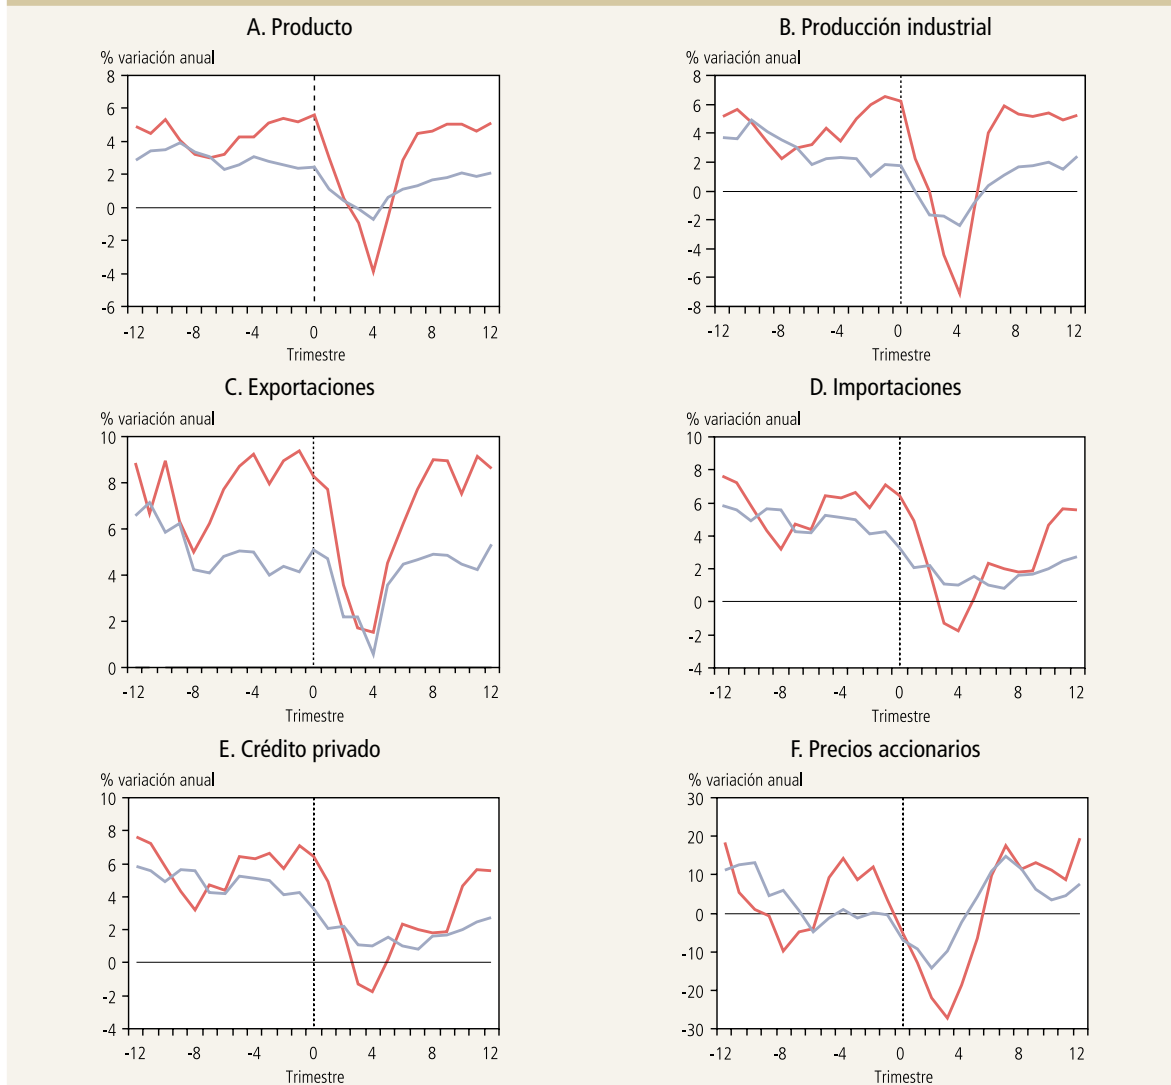 A. Producto
% variación anual
8
6
4
2
0
-2
-4
-6
-12 -8 -4 0 4 8 12
Trimestre
B. Producción industrial
% variación anual
8
6
4
2
0
-2
-4
-6
-8
-12 -8 -4 0 4 8 12
Trimestre
C. Exportaciones
% variación anual
10
8
6
4
2
0
-12 -8 -4 0 4 8 12
Trimestre
D. Importaciones
% variación anual
10
8
6
4
2
0
-2
-4
-12 -8 -4 0 4 8 12
Trimestre
E. Crédito privado
% variación anual
10
8
6
4
2
0
-2
-4
-12 -8 -4 0 4 8 12
Trimestre
F. Precios accionarios
% variación anual
30
20
10
0
-10
-20
-30
-12 -8 -4 0 4 8 12
Trimestre